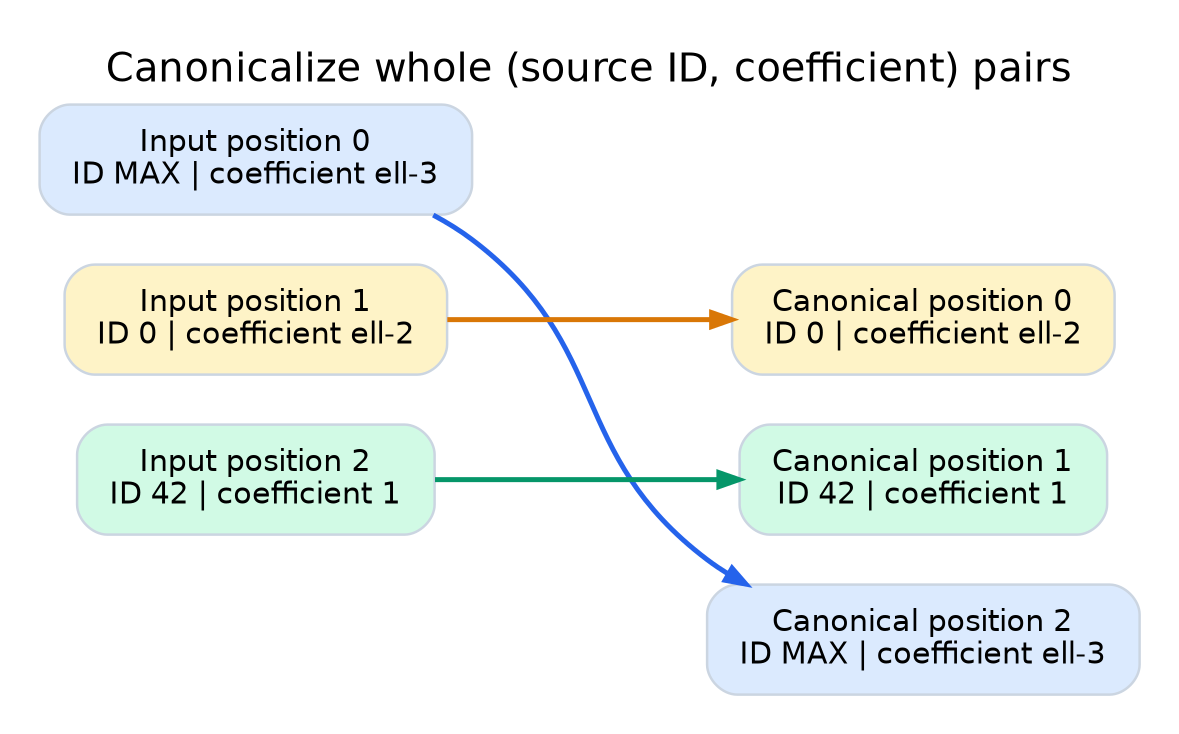 Canonicalize whole (source ID, coefficient) pairs
Input position 0
ID MAX | coefficient ell-3
Input position 1
ID 0 | coefficient ell-2
Canonical position 0
ID 0 | coefficient ell-2
Input position 2
ID 42 | coefficient 1
Canonical position 1
ID 42 | coefficient 1
Canonical position 2
ID MAX | coefficient ell-3